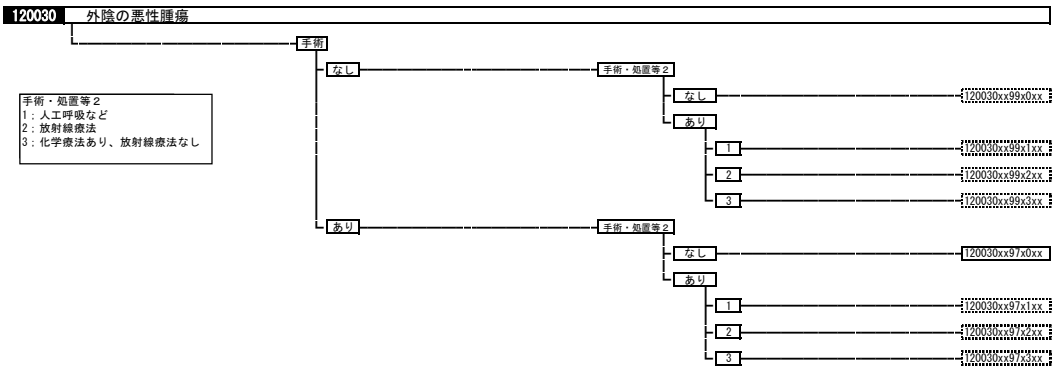 120030 外陰の悪性腫瘍
手術
なし 手術・処置等2
なし 120030xx99x0xx
手術・処置等2
1：人工呼吸など
2：放射線療法
3：化学療法あり、放射線療法なし
あり
1 120030xx99x1xx
2 120030xx99x2xx
3 120030xx99x3xx
あり 手術・処置等2
なし 120030xx97x0xx
あり
1 120030xx97x1xx
2 120030xx97x2xx
3 120030xx97x3xx